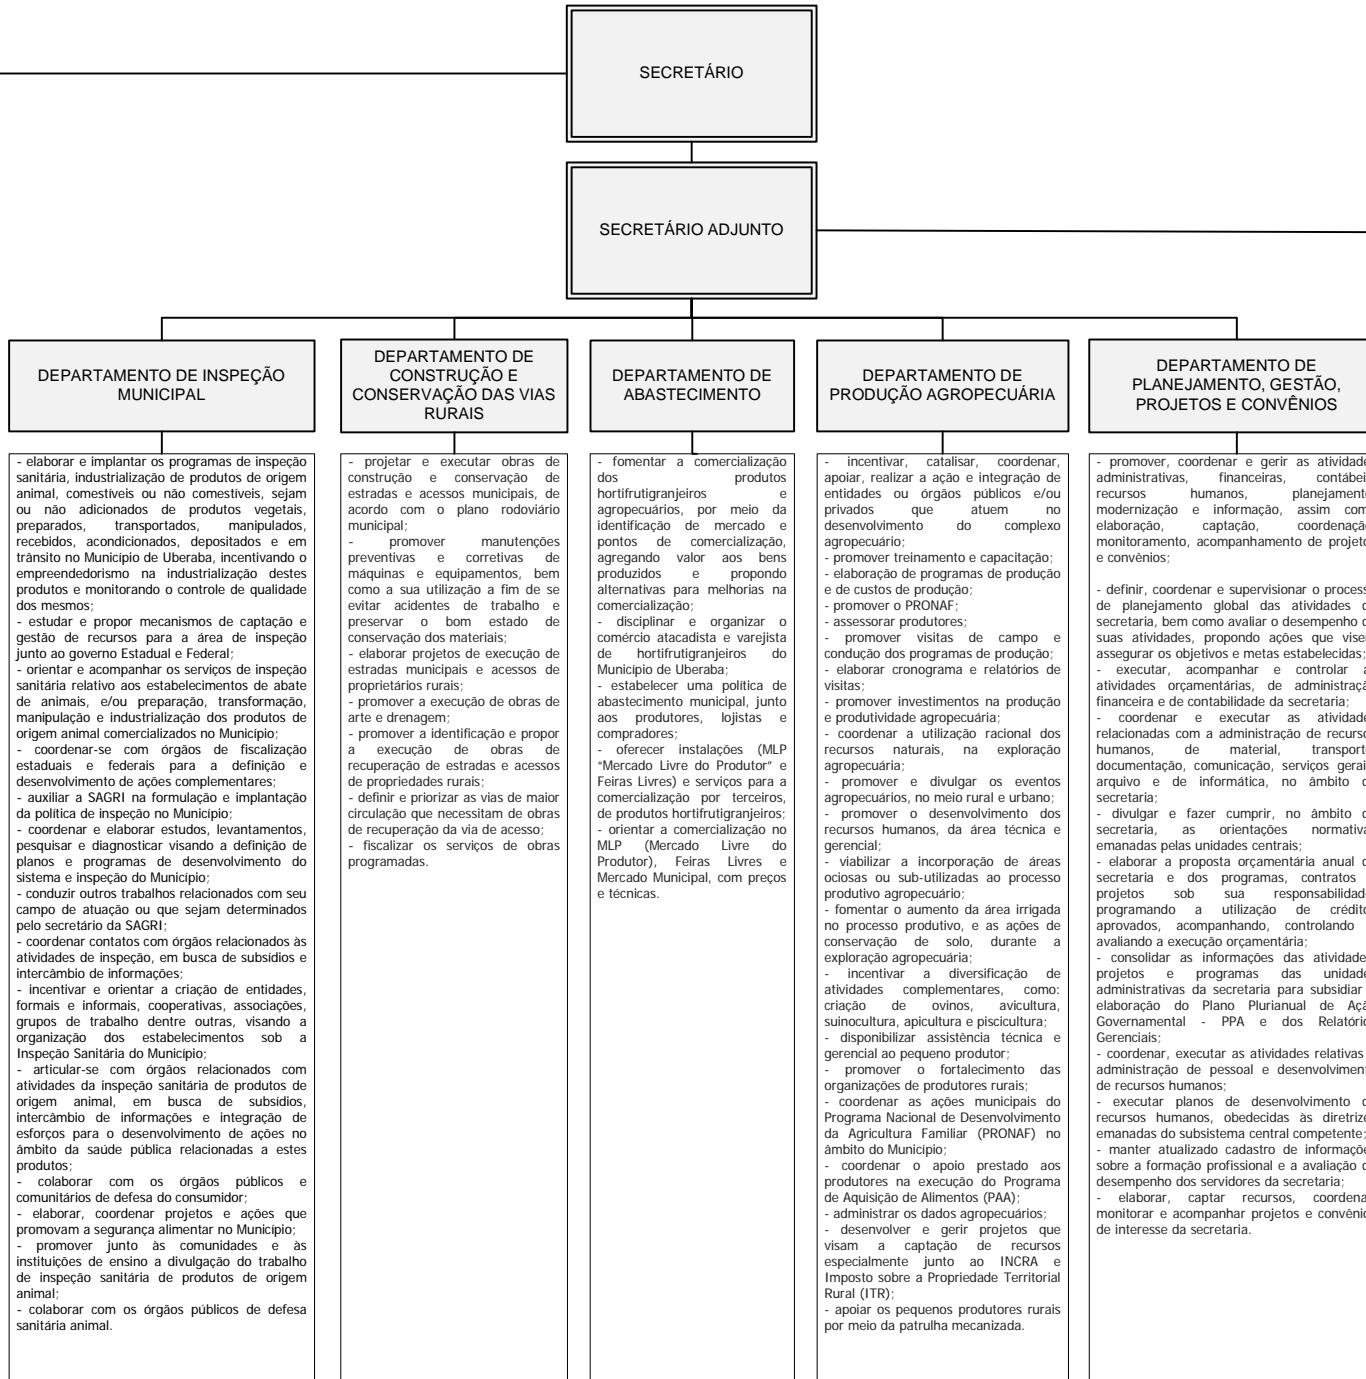 SECRETÁRIO
SECRETÁRIO ADJUNTO
DEPARTAMENTO DE INSPEÇÃO
MUNICIPAL
- elaborar e implantar os programas de inspeção
sanitária, industrialização de produtos de origem
animal, comestíveis ou não comestíveis, sejam
ou não adicionados de produtos vegetais,
preparados, transportados, manipulados,
recebidos, acondicionados, depositados e em
trânsito no Município de Uberaba, incentivando o
empreendedorismo na industrialização destes
produtos e monitorando o controle de qualidade
dos mesmos;
- estudar e propor mecanismos de captação e
gestão de recursos para a área de inspeção
junto ao governo Estadual e Federal;
- orientar e acompanhar os serviços de inspeção
sanitária relativo aos estabelecimentos de abate
de animais, e/ou preparação, transformação,
manipulação e industrialização dos produtos de
origem animal comercializados no Município;
- coordenar-se com órgãos de fiscalização
estaduais e federais para a definição e
desenvolvimento de ações complementares;
- auxiliar a SAGRI na formulação e implantação
da política de inspeção no Município;
- coordenar e elaborar estudos, levantamentos,
pesquisar e diagnosticar visando a definição de
planos e programas de desenvolvimento do
sistema e inspeção do Município;
- conduzir outros trabalhos relacionados com seu
campo de atuação ou que sejam determinados
pelo secretário da SAGRI;
- coordenar contatos com órgãos relacionados às
atividades de inspeção, em busca de subsídios e
intercâmbio de informações;
- incentivar e orientar a criação de entidades,
formais e informais, cooperativas, associações,
grupos de trabalho dentre outras, visando a
organização dos estabelecimentos sob a
Inspeção Sanitária do Município;
- articular-se com órgãos relacionados com
atividades da inspeção sanitária de produtos de
origem animal, em busca de subsídios,
intercâmbio de informações e integração de
esforços para o desenvolvimento de ações no
âmbito da saúde pública relacionadas a estes
produtos;
- colaborar com os órgãos públicos e
comunitários de defesa do consumidor;
- elaborar, coordenar projetos e ações que
promovam a segurança alimentar no Município;
- promover junto às comunidades e às
instituições de ensino a divulgação do trabalho
de inspeção sanitária de produtos de origem
animal;
- colaborar com os órgãos públicos de defesa
sanitária animal.
DEPARTAMENTO DE
CONSTRUÇÃO E
CONSERVAÇÃO DAS VIAS
RURAIS
- projetar e executar obras de
construção e conservação de
estradas e acessos municipais, de
acordo com o plano rodoviário
municipal;
- promover manutenções
preventivas e corretivas de
máquinas e equipamentos, bem
como a sua utilização a fim de se
evitar acidentes de trabalho e
preservar o bom estado de
conservação dos materiais;
- elaborar projetos de execução de
estradas municipais e acessos de
proprietários rurais;
- promover a execução de obras de
arte e drenagem;
- promover a identificação e propor
a execução de obras de
recuperação de estradas e acessos
de propriedades rurais;
- definir e priorizar as vias de maior
circulação que necessitam de obras
de recuperação da via de acesso;
- fiscalizar os serviços de obras
programadas.
DEPARTAMENTO DE
ABASTECIMENTO
- fomentar a comercialização
dos produtos
hortifrutigranjeiros e
agropecuários, por meio da
identificação de mercado e
pontos de comercialização,
agregando valor aos bens
produzidos e propondo
alternativas para melhorias na
comercialização;
- disciplinar e organizar o
comércio atacadista e varejista
de hortifrutigranjeiros do
Município de Uberaba;
- estabelecer uma política de
abastecimento municipal, junto
aos produtores, lojistas e
compradores;
- oferecer instalações (MLP
“Mercado Livre do Produtor” e
Feiras Livres) e serviços para a
comercialização por terceiros,
de produtos hortifrutigranjeiros;
- orientar a comercialização no
MLP (Mercado Livre do
Produtor), Feiras Livres e
Mercado Municipal, com preços
e técnicas.
DEPARTAMENTO DE
PRODUÇÃO AGROPECUÁRIA
- incentivar, catalisar, coordenar,
apoiar, realizar a ação e integração de
entidades ou órgãos públicos e/ou
privados que atuem no
desenvolvimento do complexo
agropecuário;
- promover treinamento e capacitação;
- elaboração de programas de produção
e de custos de produção;
- promover o PRONAF;
- assessorar produtores;
- promover visitas de campo e
condução dos programas de produção;
- elaborar cronograma e relatórios de
visitas;
- promover investimentos na produção
e produtividade agropecuária;
- coordenar a utilização racional dos
recursos naturais, na exploração
agropecuária;
- promover e divulgar os eventos
agropecuários, no meio rural e urbano;
- promover o desenvolvimento dos
recursos humanos, da área técnica e
gerencial;
- viabilizar a incorporação de áreas
ociosas ou sub-utilizadas ao processo
produtivo agropecuário;
- fomentar o aumento da área irrigada
no processo produtivo, e as ações de
conservação de solo, durante a
exploração agropecuária;
- incentivar a diversificação de
atividades complementares, como:
criação de ovinos, avicultura,
suinocultura, apicultura e piscicultura;
- disponibilizar assistência técnica e
gerencial ao pequeno produtor;
- promover o fortalecimento das
organizações de produtores rurais;
- coordenar as ações municipais do
Programa Nacional de Desenvolvimento
da Agricultura Familiar (PRONAF) no
âmbito do Município;
- coordenar o apoio prestado aos
produtores na execução do Programa
de Aquisição de Alimentos (PAA);
- administrar os dados agropecuários;
- desenvolver e gerir projetos que
visam a captação de recursos
especialmente junto ao INCRA e
Imposto sobre a Propriedade Territorial
Rural (ITR);
- apoiar os pequenos produtores rurais
por meio da patrulha mecanizada.
DEPARTAMENTO DE
PLANEJAMENTO, GESTÃO,
PROJETOS E CONVÊNIOS
- promover, coordenar e gerir as atividade
administrativas, financeiras, contábei
recursos humanos, planejament
modernização e informação, assim com
elaboração, captação, coordenaçã
monitoramento, acompanhamento de projeto
e convênios;
- definir, coordenar e supervisionar o process
de planejamento global das atividades d
secretaria, bem como avaliar o desempenho d
suas atividades, propondo ações que vise
assegurar os objetivos e metas estabelecidas;
- executar, acompanhar e controlar a
atividades orçamentárias, de administraçã
financeira e de contabilidade da secretaria;
- coordenar e executar as atividade
relacionadas com a administração de recurso
humanos, de material, transport
documentação, comunicação, serviços gerai
arquivo e de informática, no âmbito d
secretaria;
- divulgar e fazer cumprir, no âmbito d
secretaria, as orientações normativa
emanadas pelas unidades centrais;
- elaborar a proposta orçamentária anual d
secretaria e dos programas, contratos
projetos sob sua responsabilidad
programando a utilização de crédito
aprovados, acompanhando, controlando
avaliando a execução orçamentária;
- consolidar as informações das atividade
projetos e programas das unidade
administrativas da secretaria para subsidiar
elaboração do Plano Plurianual de Açã
Governamental - PPA e dos Relatório
Gerenciais;
- coordenar, executar as atividades relativas
administração de pessoal e desenvolviment
de recursos humanos;
- executar planos de desenvolvimento d
recursos humanos, obedecidas às diretrize
emanadas do subsistema central competente;
- manter atualizado cadastro de informaçõe
sobre a formação profissional e a avaliação d
desempenho dos servidores da secretaria;
- elaborar, captar recursos, coordena
monitorar e acompanhar projetos e convênio
de interesse da secretaria.